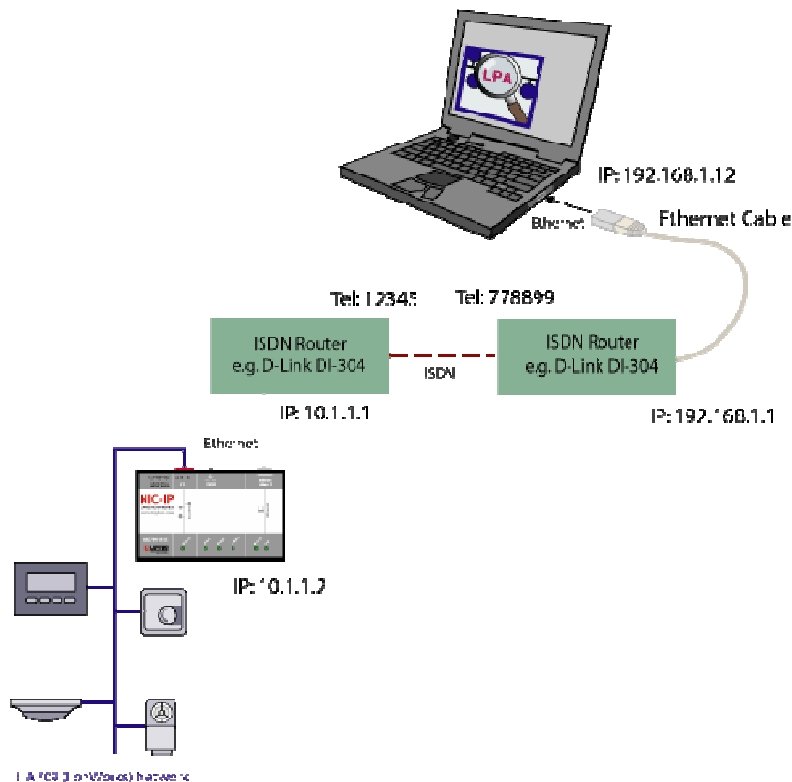 LPA
IP: 192.168.1.12
Ethernet
Ethernet Cable
Tel: 12345
Tel: 778899
ISDN Router
e.g. D-Link DI-304
ISDN
ISDN Router
e.g. D-Link DI-304
IP: 10.1.1.1
IP: 192.168.1.1
Ethernet
NIC-IP
IP: 10.1.1.2
(LonWorks) Network